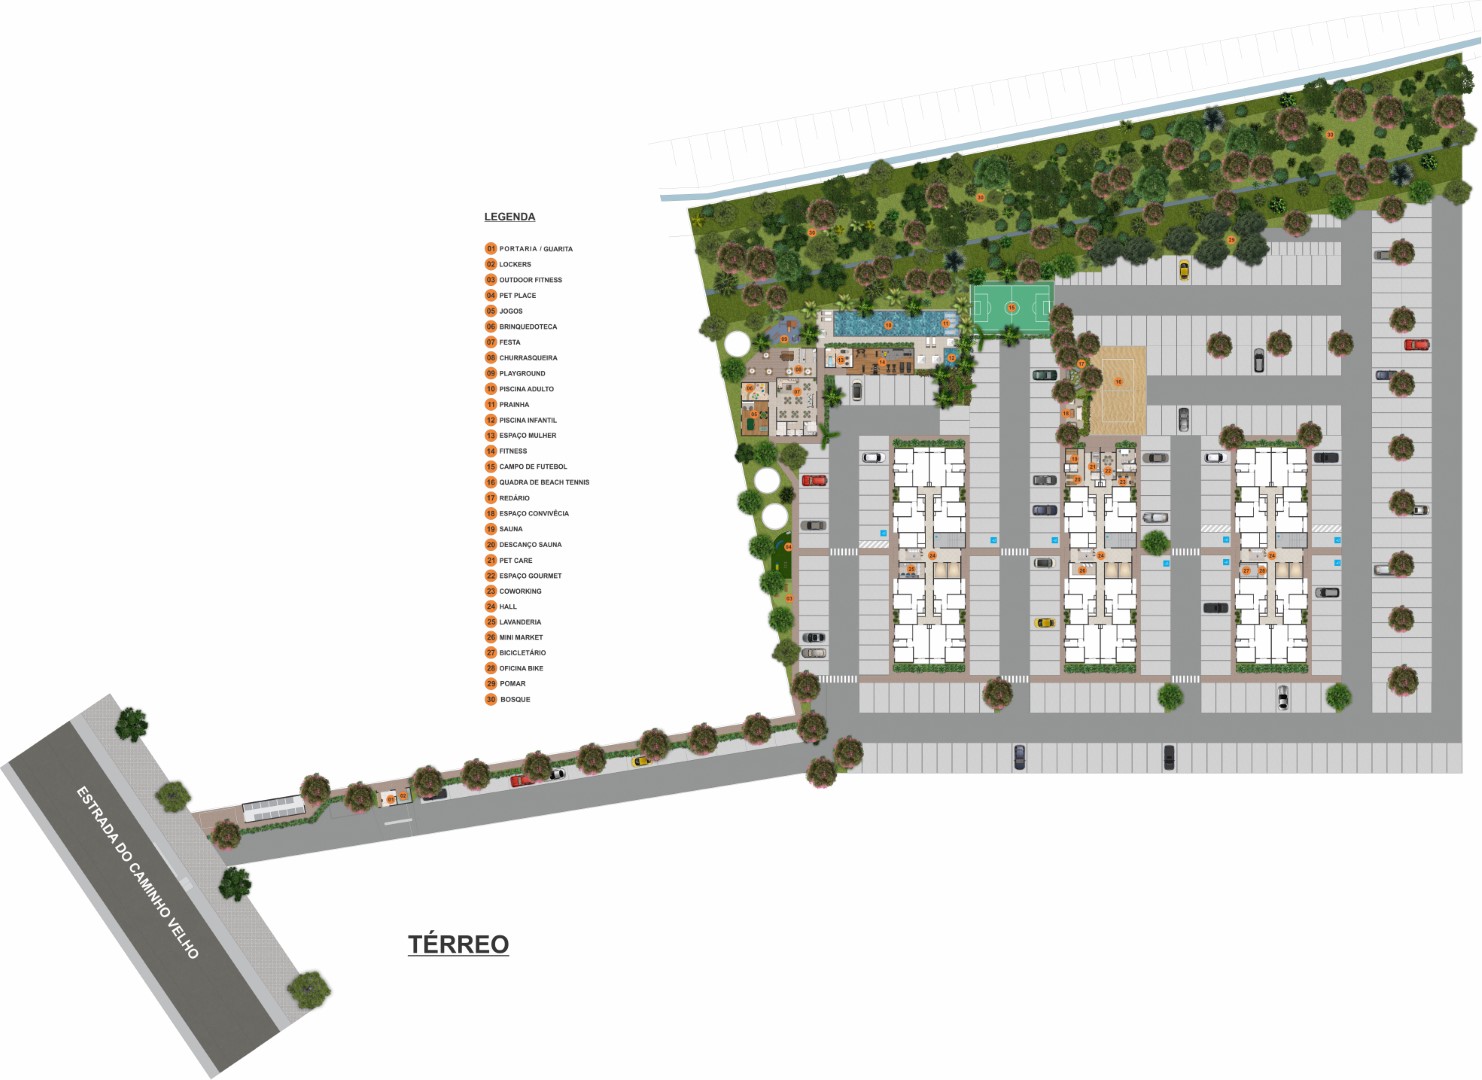 LEGENDA
01 PORTARIA / GUARITA
02 LOCKERS
03 OUTDOOR FITNESS
04 PET PLACE
05 JOGOS
06 BRINQUEDOTECA
07 FESTA
08 CHURRASQUEIRA
09 PLAYGROUND
10 PISCINA ADULTO
11 PRAINHA
12 PISCINA INFANTIL
13 ESPAÇO MULHER
14 FITNESS
15 CAMPO DE FUTEBOL
16 QUADRA DE BEACH TENNIS
17 REDÁRIO
18 ESPAÇO CONVIVÊCIA
19 SAUNA
20 DESCANÇO SAUNA
21 PET CARE
22 ESPAÇO GOURMET
23 COWORKING
24 HALL
25 LAVANDERIA
26 MINI MARKET
27 BICICLETÁRIO
28 OFICINA BIKE
29 POMAR
30 BOSQUE
ESTRADA DO CAMINHO VELHO
TÉRREO